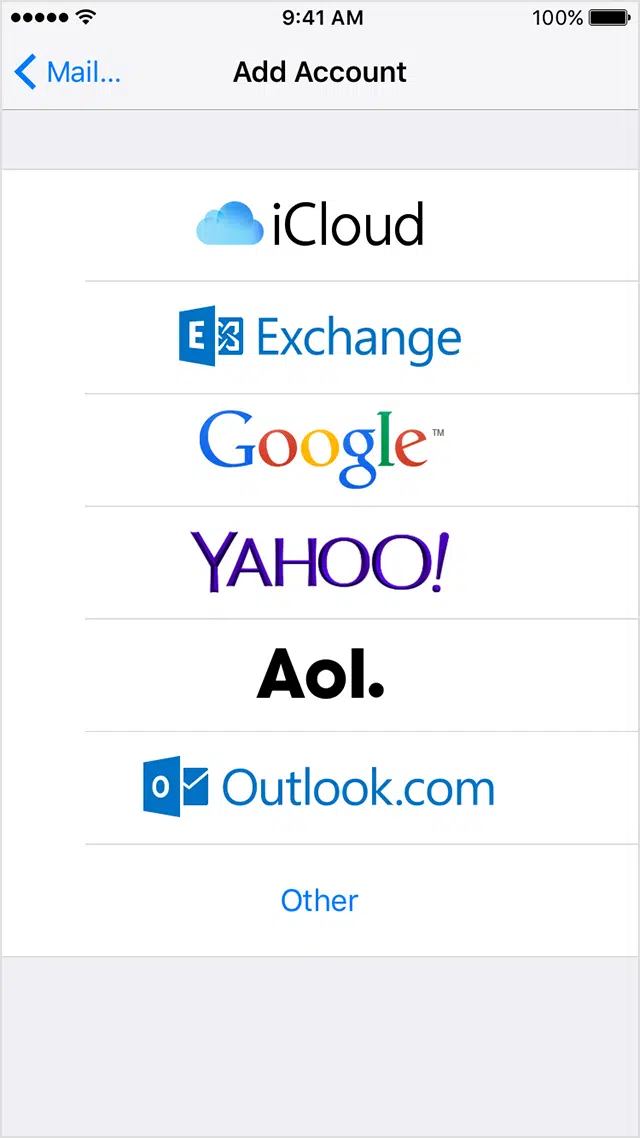 9:41 AM 100%
Mail... Add Account
iCloud
E Exchange
Google™
YAHOO!
Aol.
O Outlook.com
Other